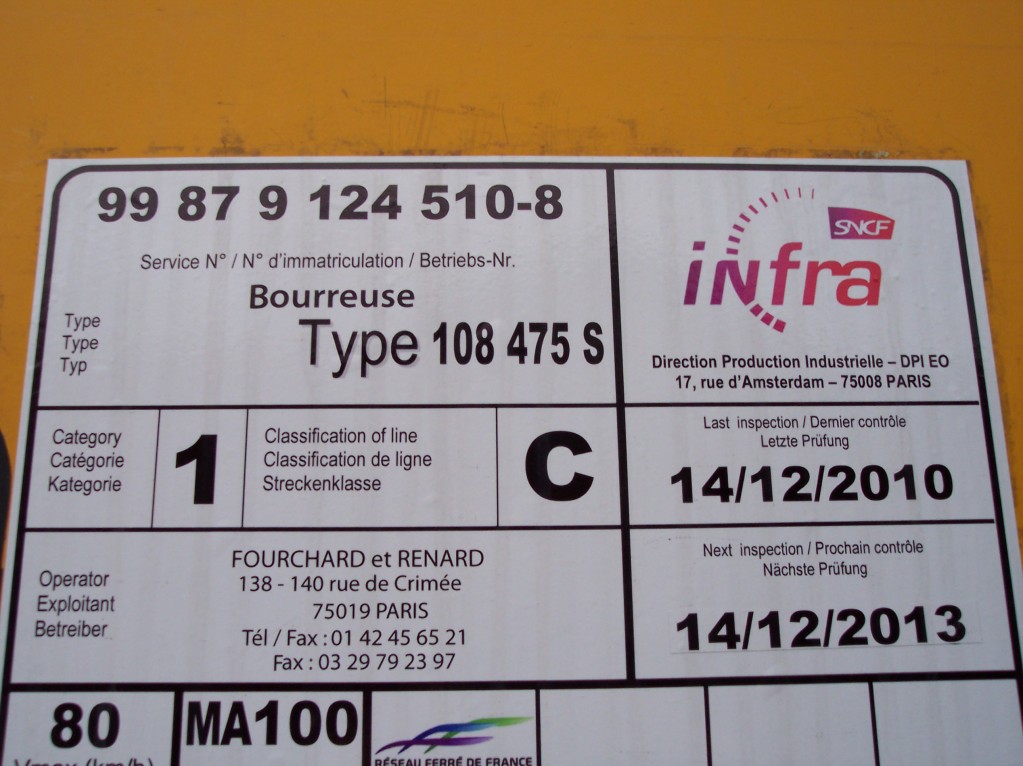 99 87 9 124 510-8
Service N° / N° d'immatriculation / Betriebs-Nr.
Bourreuse
Type
Type
Typ
Type 108 475 S
SNCF
infra
Direction Production Industrielle – DPI EO
17, rue d'Amsterdam – 75008 PARIS
Category
Catégorie
Kategorie
1
Classification of line
Classification de ligne
Streckenklasse
C
Last inspection / Dernier contrôle
Letzte Prüfung
14/12/2010
Operator
Exploitant
Betreiber
FOURCHARD et RENARD
138 - 140 rue de Crimée
75019 PARIS
Tél / Fax : 01 42 45 65 21
Fax : 03 29 79 23 97
Next inspection / Prochain contrôle
Nächste Prüfung
14/12/2013
80
Vmax (km/h)
MA100
RÉSEAU FERRÉ DE FRANCE